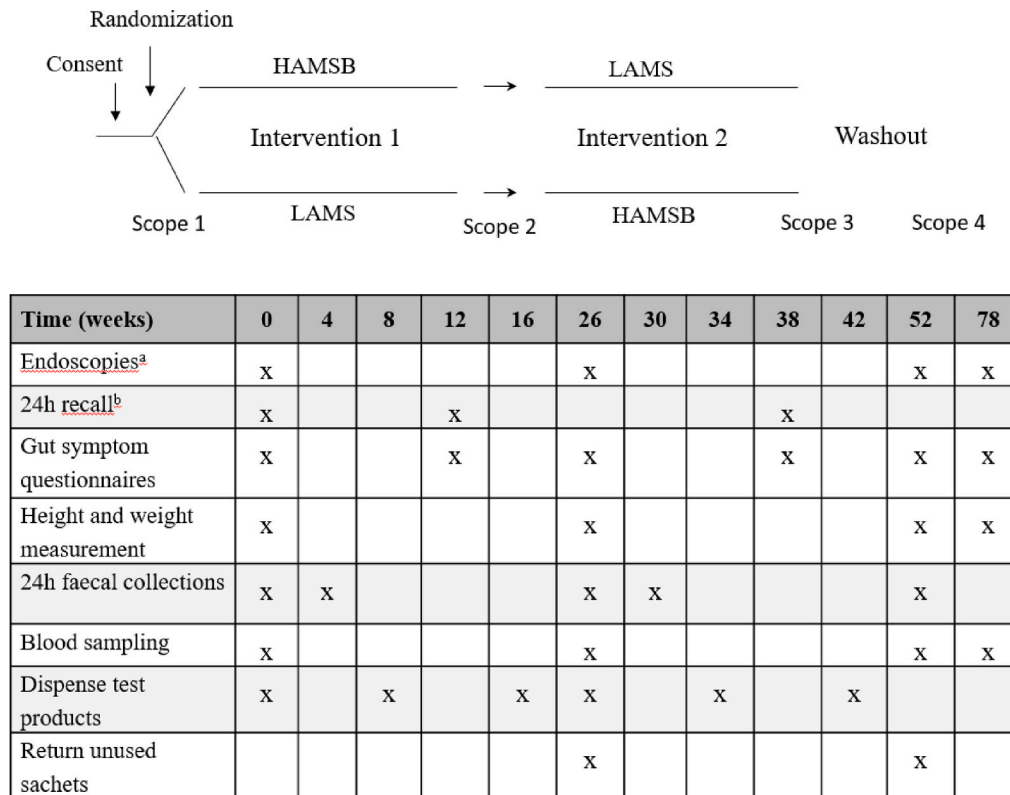 Randomization
Consent
HAMSB
LAMS
Intervention 1
Intervention 2
Washout
LAMS
HAMSB
Scope 1
Scope 2
Scope 3
Scope 4
Time (weeks) 0 4 8 12 16 26 30 34 38 42 52 78
Endoscopiesᵃ x x x x
24h recallᵇ x x x
Gut symptom
questionnaires x x x x x x
Height and weight
measurement x x x x
24h faecal collections x x x x x
Blood sampling x x x x
Dispense test
products x x x x x x
Return unused
sachets x x